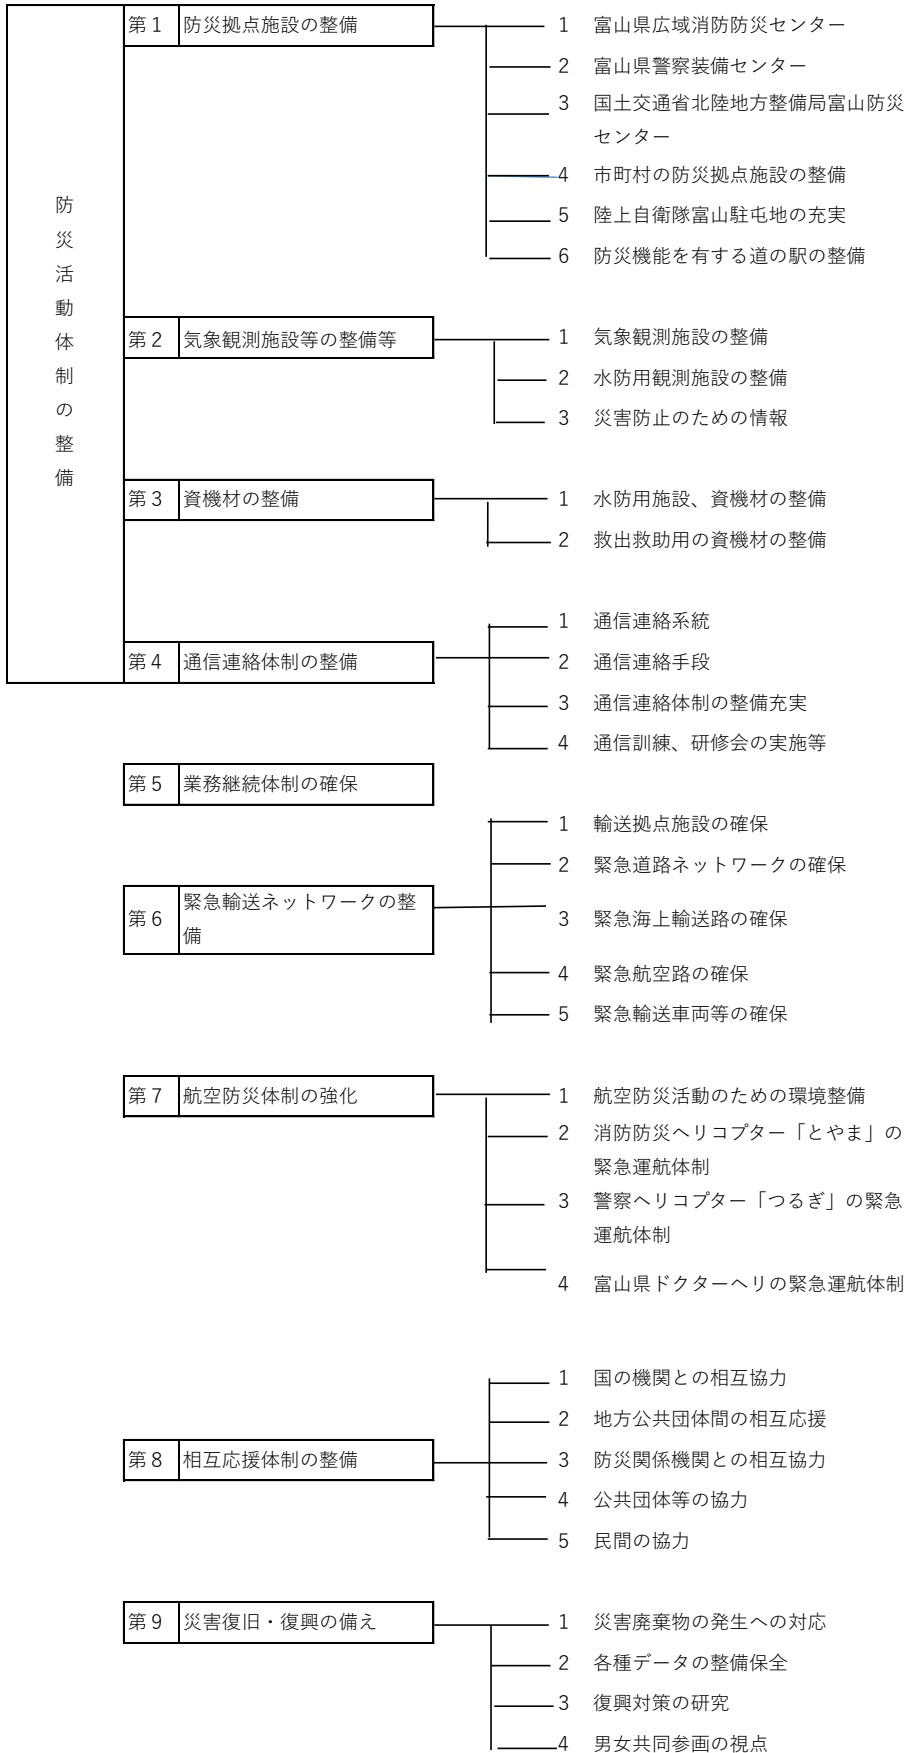 防災活動体制の整備
第１ 防災拠点施設の整備
1 富山県広域消防防災センター
2 富山県警察装備センター
3 国土交通省北陸地方整備局富山防災
センター
4 市町村の防災拠点施設の整備
5 陸上自衛隊富山駐屯地の充実
6 防災機能を有する道の駅の整備
第２ 気象観測施設等の整備等
1 気象観測施設の整備
2 水防用観測施設の整備
3 災害防止のための情報
第３ 資機材の整備
1 水防用施設、資機材の整備
2 救出救助用の資機材の整備
第４ 通信連絡体制の整備
1 通信連絡系統
2 通信連絡手段
3 通信連絡体制の整備充実
4 通信訓練、研修会の実施等
第５ 業務継続体制の確保
第６ 緊急輸送ネットワークの整
備
1 輸送拠点施設の確保
2 緊急道路ネットワークの確保
3 緊急海上輸送路の確保
4 緊急航空路の確保
5 緊急輸送車両等の確保
第７ 航空防災体制の強化
1 航空防災活動のための環境整備
2 消防防災ヘリコプター「とやま」の
緊急運航体制
3 警察ヘリコプター「つるぎ」の緊急
運航体制
4 富山県ドクターヘリの緊急運航体制
第８ 相互応援体制の整備
1 国の機関との相互協力
2 地方公共団体間の相互応援
3 防災関係機関との相互協力
4 公共団体等の協力
5 民間の協力
第９ 災害復旧・復興の備え
1 災害廃棄物の発生への対応
2 各種データの整備保全
3 復興対策の研究
4 男女共同参画の視点